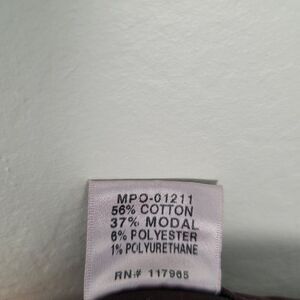 MPO-01211
56% COTTON
37% MODAL
6% POLYESTER
1% POLYURETHANE
RN# 117965